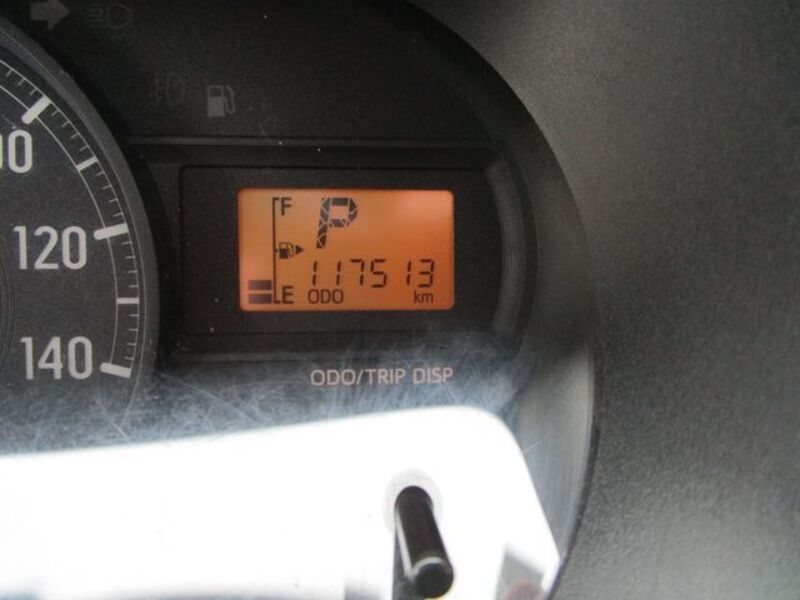 120
140
F
P
117513
E ODO km
ODO/TRIP DISP